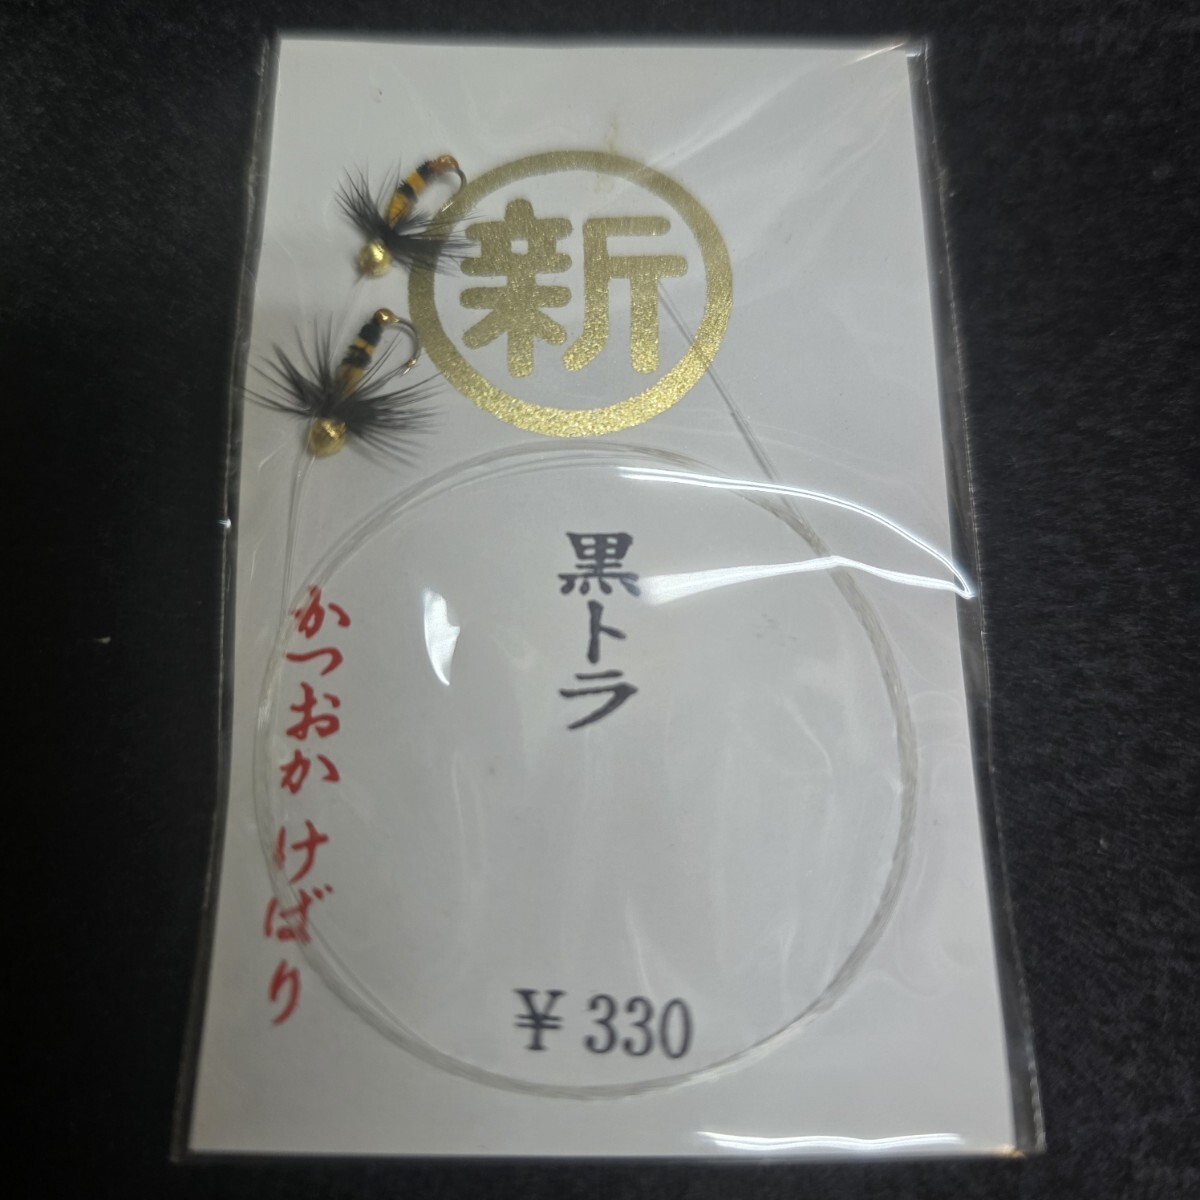 新
黒トラ
かつおか けばり
¥330